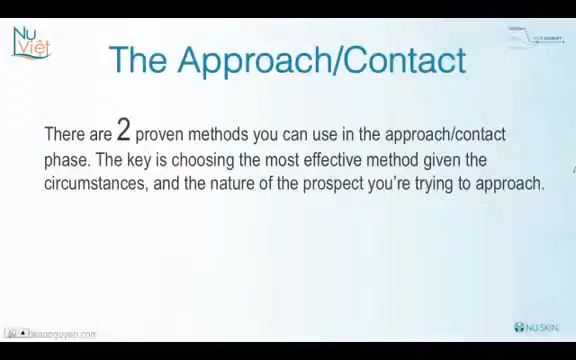 Nu
Việt
The Approach/Contact
There are 2 proven methods you can use in the approach/contact
phase. The key is choosing the most effective method given the
circumstances, and the nature of the prospect you're trying to approach.
NU SKIN